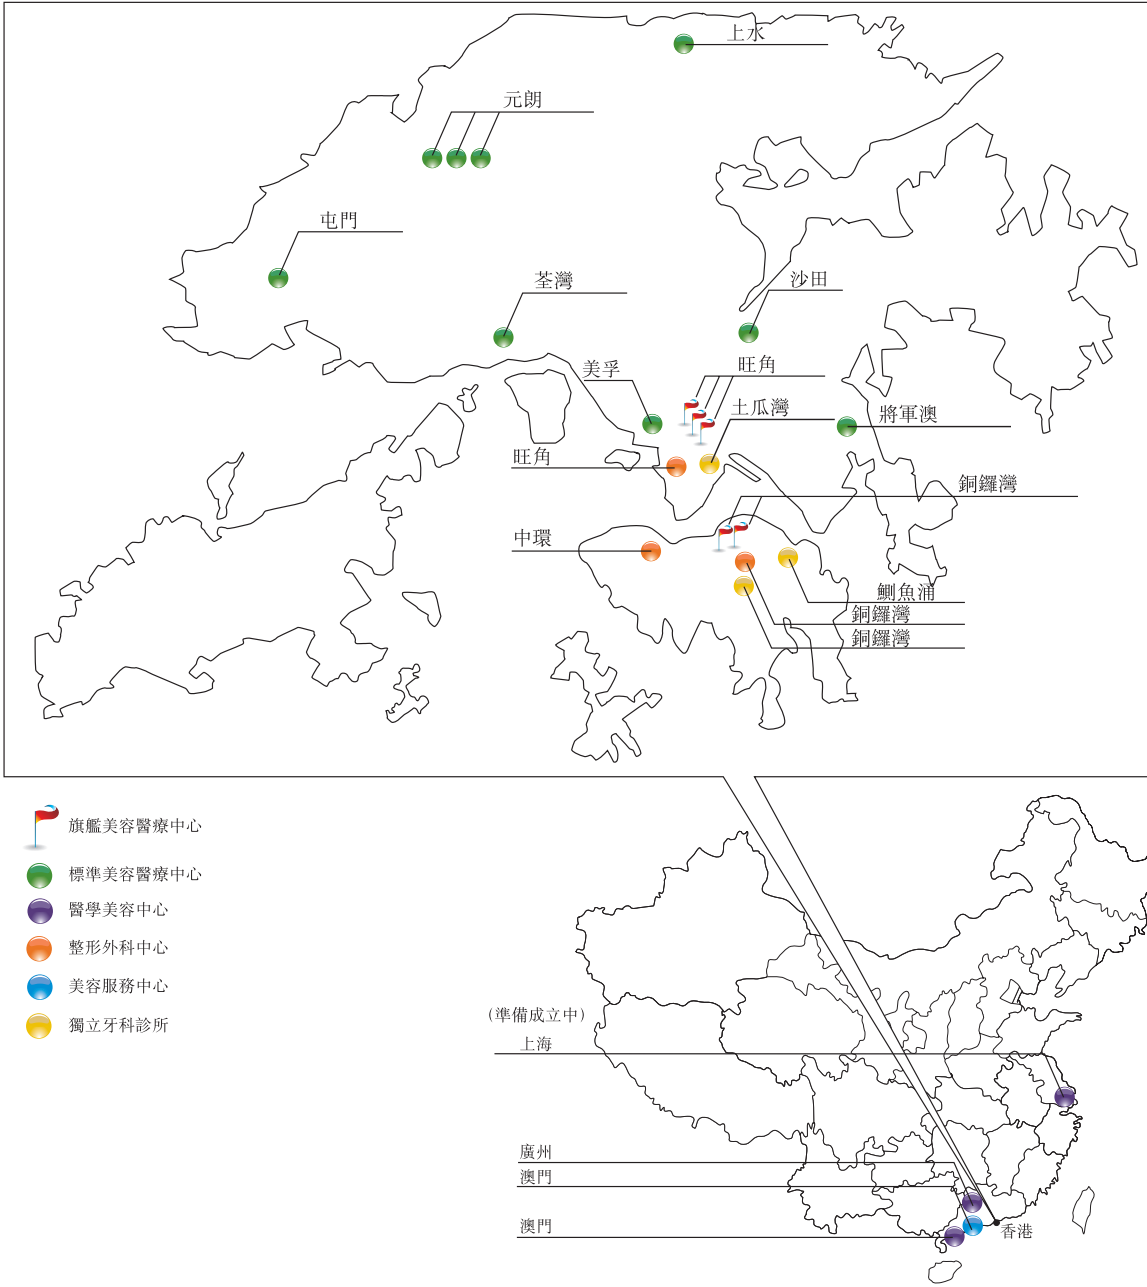 上水
元朗
屯門
荃灣
沙田
美孚
旺角
土瓜灣
將軍澳
旺角
銅鑼灣
中環
鰂魚涌
銅鑼灣
銅鑼灣
旗艦美容醫療中心
標準美容醫療中心
醫學美容中心
整形外科中心
美容服務中心
獨立牙科診所
(準備成立中)
上海
廣州
澳門
澳門
香港